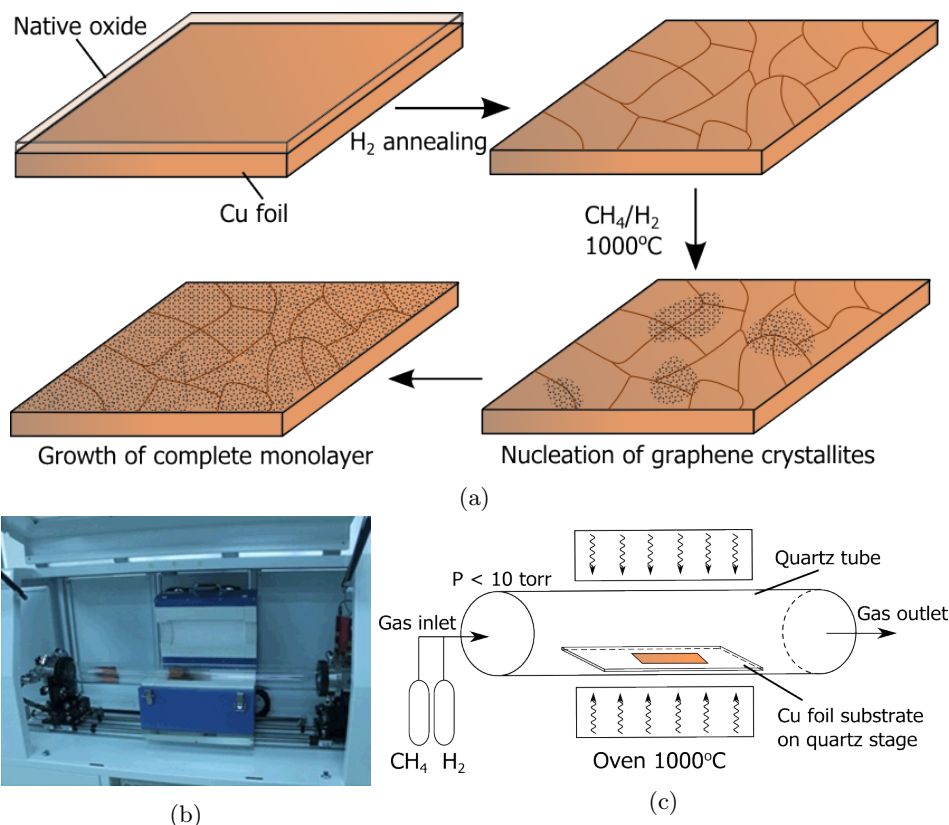 Native oxide
H₂ annealing
Cu foil
CH₄/H₂
1000ºC
Growth of complete monolayer
Nucleation of graphene crystallites
(a)
(b)
P < 10 torr
Quartz tube
Gas inlet
Gas outlet
CH₄ H₂
Cu foil substrate
on quartz stage
Oven 1000ºC
(c)